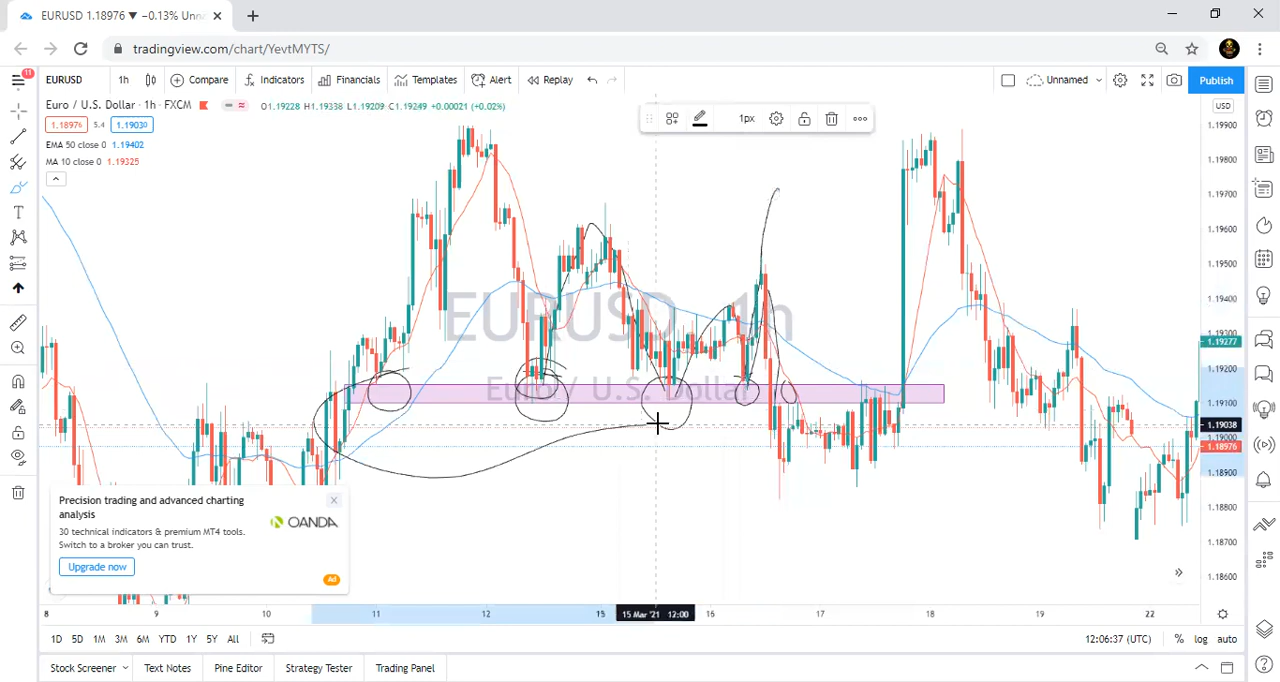 EURUSD 1.18976 ▼ −0.13% Unn
tradingview.com/chart/YevtMYTS/
11
EURUSD 1h Compare Indicators Financials Templates Alert Replay Unnamed Publish
Euro / U.S. Dollar · 1h · FXCM O1.19228 H1.19338 L1.19209 C1.19249 +0.00021 (+0.02%)
1.18976 5.4 1.19030
EMA 50 close 0 1.19402
MA 10 close 0 1.19325
1px
USD
1.19900
1.19800
1.19700
1.19600
1.19500
1.19400
1.19300
1.19277
1.19200
1.19100
1.19038
1.19000
1.18976
1.18900
1.18800
1.18700
1.18600
EURUSD, 1h
Euro / U.S. Dollar
Precision trading and advanced charting
analysis
30 technical indicators & premium MT4 tools.
Switch to a broker you can trust.
OANDA
Upgrade now
Ad
8 9 10 11 12 15 15 Mar '21 12:00 16 17 18 19 22
1D 5D 1M 3M 6M YTD 1Y 5Y All 12:06:37 (UTC) % log auto
Stock Screener Text Notes Pine Editor Strategy Tester Trading Panel